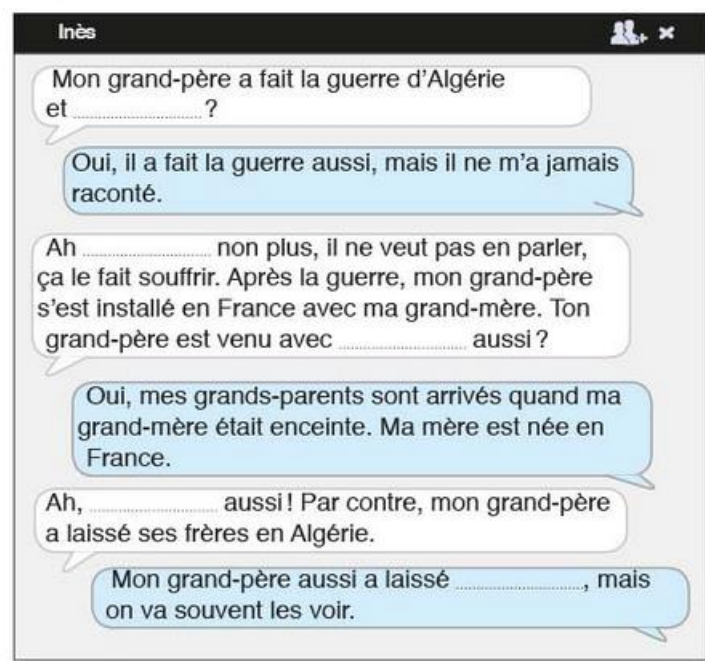 Inès
Mon grand-père a fait la guerre d'Algérie
et ........................ ?
Oui, il a fait la guerre aussi, mais il ne m'a jamais
raconté.
Ah ........................ non plus, il ne veut pas en parler,
ça le fait souffrir. Après la guerre, mon grand-père
s'est installé en France avec ma grand-mère. Ton
grand-père est venu avec ........................ aussi ?
Oui, mes grands-parents sont arrivés quand ma
grand-mère était enceinte. Ma mère est née en
France.
Ah, ........................ aussi ! Par contre, mon grand-père
a laissé ses frères en Algérie.
Mon grand-père aussi a laissé ........................, mais
on va souvent les voir.